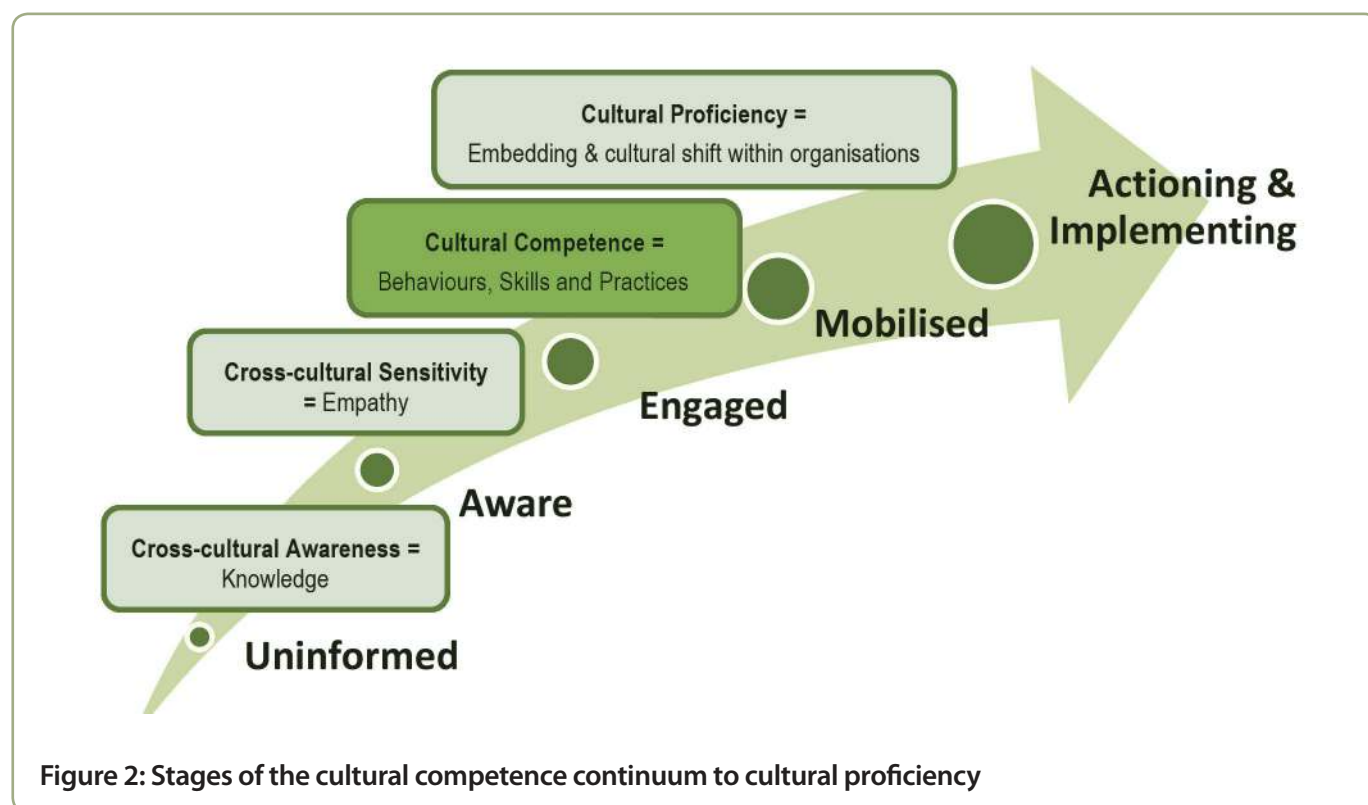 Cultural Proficiency =
Embedding & cultural shift within organisations
Actioning &
Implementing
Cultural Competence =
Behaviours, Skills and Practices
Mobilised
Cross-cultural Sensitivity
= Empathy
Engaged
Aware
Cross-cultural Awareness =
Knowledge
Uninformed
Figure 2: Stages of the cultural competence continuum to cultural proficiency